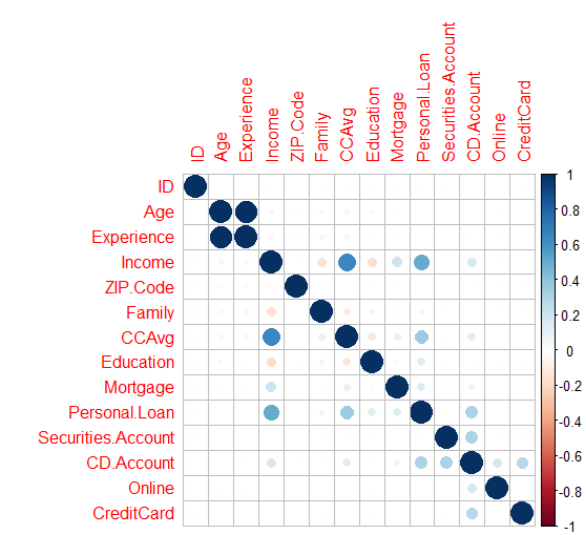 ID
Age
Experience
Income
ZIP.Code
Family
CCAvg
Education
Mortgage
Personal.Loan
Securities.Account
CD.Account
Online
CreditCard
ID
Age
Experience
Income
ZIP.Code
Family
CCAvg
Education
Mortgage
Personal.Loan
Securities.Account
CD.Account
Online
CreditCard
1
0.8
0.6
0.4
0.2
0
-0.2
-0.4
-0.6
-0.8
-1